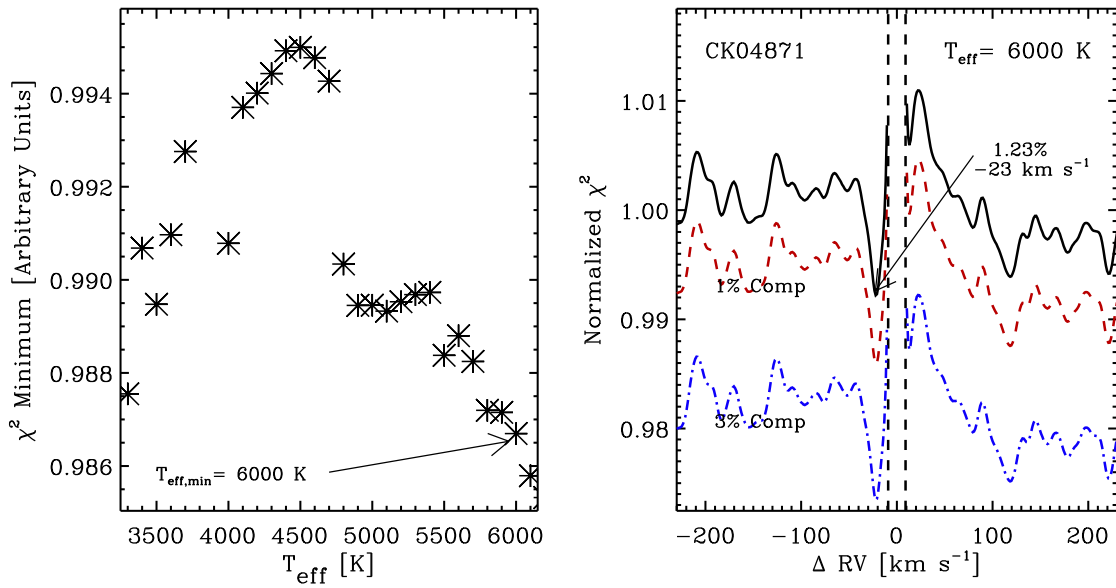 χ² Minimum [Arbitrary Units]
0.994
0.992
0.990
0.988
0.986
T_eff,min= 6000 K
3500 4000 4500 5000 5500 6000
T_eff [K]
Normalized χ²
CK04871 T_eff= 6000 K
1.01
1.00
0.99
0.98
1.23%
−23 km s⁻¹
1% Comp
3% Comp
−200 −100 0 100 200
Δ RV [km s⁻¹]